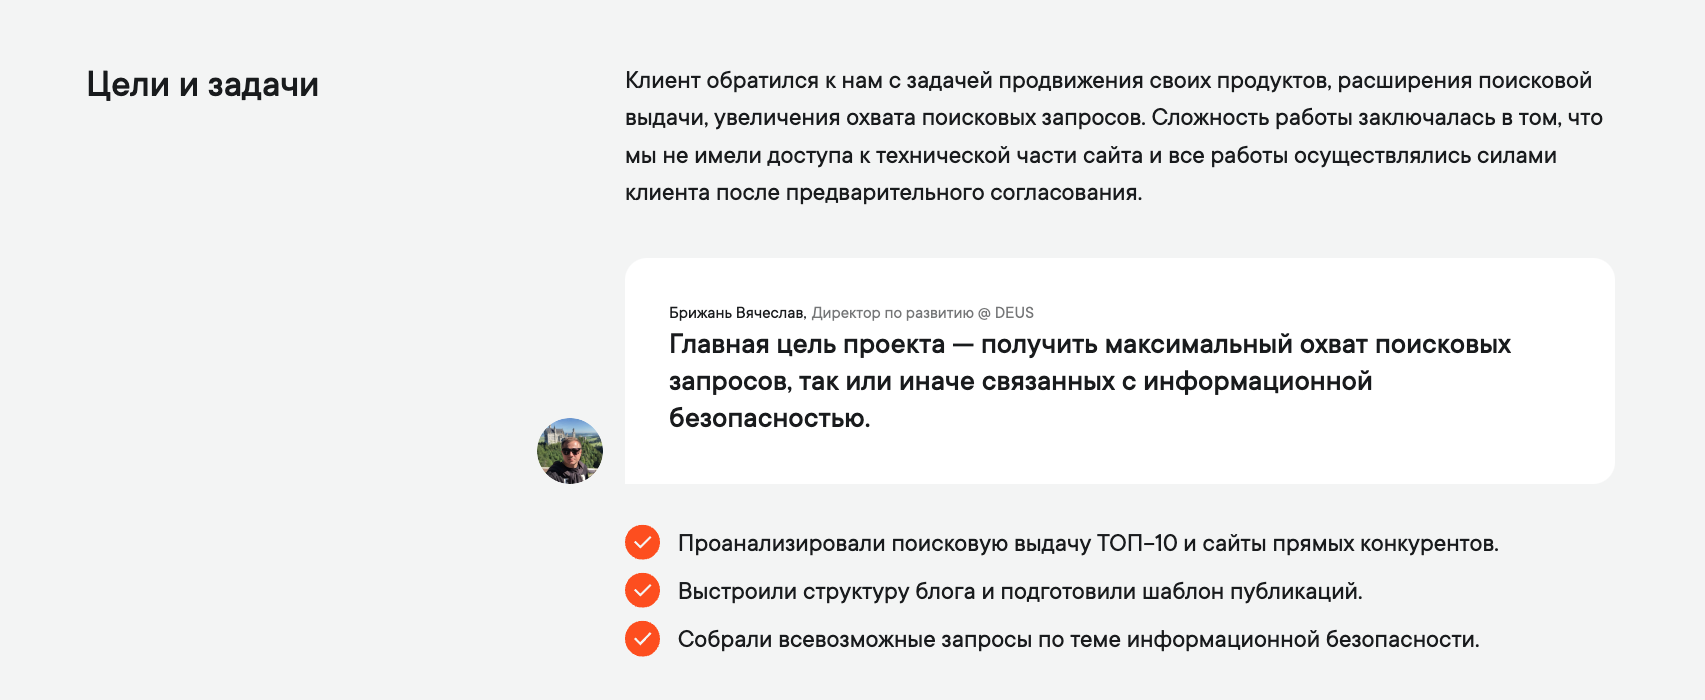 Цели и задачи
Клиент обратился к нам с задачей продвижения своих продуктов, расширения поисковой
выдачи, увеличения охвата поисковых запросов. Сложность работы заключалась в том, что
мы не имели доступа к технической части сайта и все работы осуществлялись силами
клиента после предварительного согласования.
Брижань Вячеслав, Директор по развитию @ DEUS
Главная цель проекта — получить максимальный охват поисковых
запросов, так или иначе связанных с информационной
безопасностью.
Проанализировали поисковую выдачу ТОП–10 и сайты прямых конкурентов.
Выстроили структуру блога и подготовили шаблон публикаций.
Собрали всевозможные запросы по теме информационной безопасности.